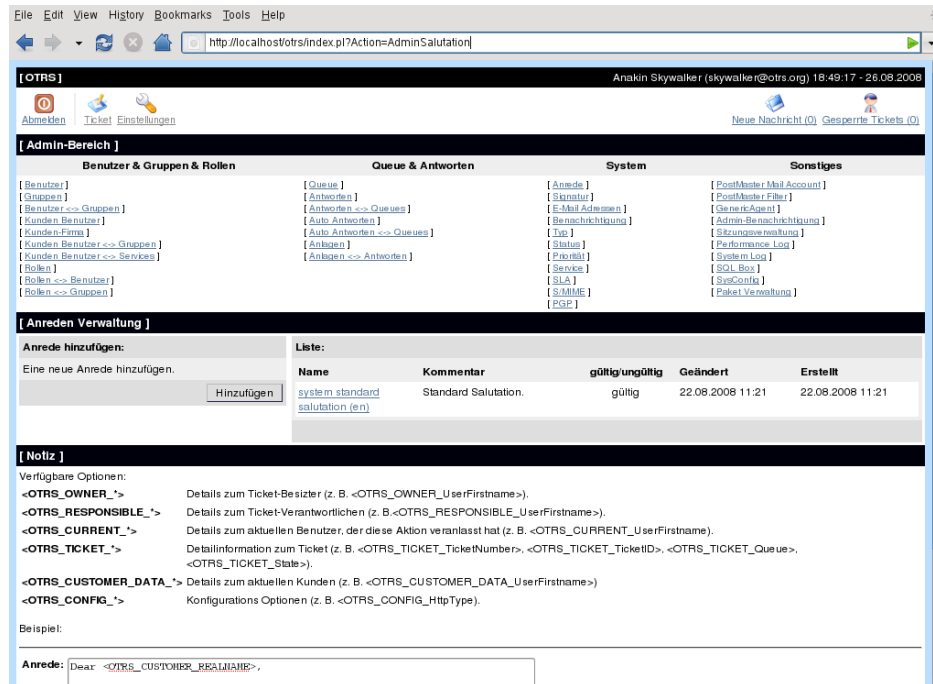 File Edit View History Bookmarks Tools Help
http://localhost/otrs/index.pl?Action=AdminSalutation
[ OTRS ] Anakin Skywalker (skywalker@otrs.org) 18:49:17 - 26.08.2008
Abmelden Ticket Einstellungen Neue Nachricht (0) Gesperrte Tickets (0)
[ Admin-Bereich ]
Benutzer & Gruppen & Rollen Queue & Antworten System Sonstiges
[ Benutzer ] [ Queue ] [ Anrede ] [ PostMaster Mail Account ]
[ Gruppen ] [ Antworten ] [ Signatur ] [ PostMaster Filter ]
[ Benutzer <-> Gruppen ] [ Antworten <-> Queues ] [ E-Mail Adressen ] [ GenericAgent ]
[ Kunden Benutzer ] [ Auto Antworten ] [ Benachrichtigung ] [ Admin-Benachrichtigung ]
[ Kunden-Firma ] [ Auto Antworten <-> Queues ] [ Typ ] [ Sitzungsverwaltung ]
[ Kunden Benutzer <-> Gruppen ] [ Anlagen ] [ Status ] [ Performance Log ]
[ Kunden Benutzer <-> Services ] [ Anlagen <-> Antworten ] [ Priorität ] [ System Log ]
[ Rollen ] [ Service ] [ SQL Box ]
[ Rollen <-> Benutzer ] [ SLA ] [ SysConfig ]
[ Rollen <-> Gruppen ] [ S/MIME ] [ Paket Verwaltung ]
[ PGP ]
[ Anreden Verwaltung ]
Anrede hinzufügen: Liste:
Eine neue Anrede hinzufügen.
Name Kommentar gültig/ungültig Geändert Erstellt
Hinzufügen
system standard salutation (en) Standard Salutation. gültig 22.08.2008 11:21 22.08.2008 11:21
[ Notiz ]
Verfügbare Optionen:
<OTRS_OWNER_*> Details zum Ticket-Besizter (z. B. <OTRS_OWNER_UserFirstname>).
<OTRS_RESPONSIBLE_*> Details zum Ticket-Verantwortlichen (z. B.<OTRS_RESPONSIBLE_UserFirstname>).
<OTRS_CURRENT_*> Details zum aktuellen Benutzer, der diese Aktion veranlasst hat (z. B. <OTRS_CURRENT_UserFirstname).
<OTRS_TICKET_*> Detailinformation zum Ticket (z. B. <OTRS_TICKET_TicketNumber>, <OTRS_TICKET_TicketID>, <OTRS_TICKET_Queue>,
<OTRS_TICKET_State>).
<OTRS_CUSTOMER_DATA_*> Details zum aktuellen Kunden (z. B. <OTRS_CUSTOMER_DATA_UserFirstname>)
<OTRS_CONFIG_*> Konfigurations Optionen (z. B. <OTRS_CONFIG_HttpType).
Beispiel:
Anrede: Dear <OTRS_CUSTOMER_REALNAME>,